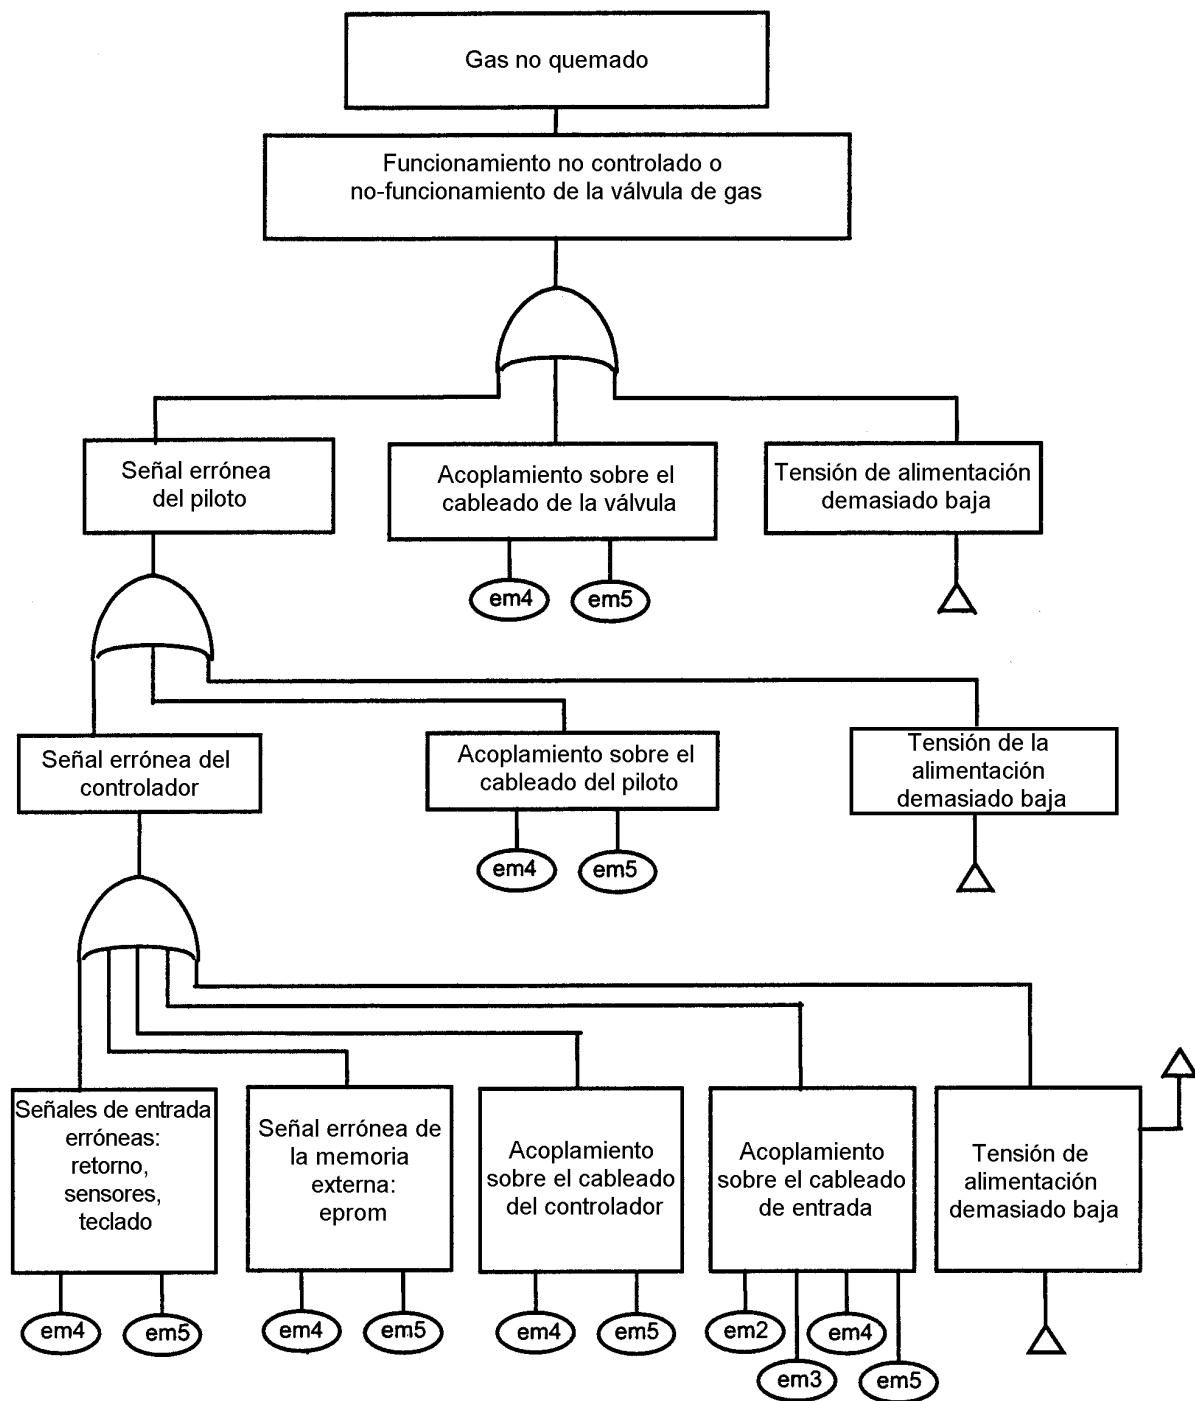 Gas no quemado
Funcionamiento no controlado o
no-funcionamiento de la válvula de gas
Señal errónea
del piloto
Acoplamiento sobre el
cableado de la válvula
Tensión de alimentación
demasiado baja
em4
em5
Señal errónea del
controlador
Acoplamiento sobre el
cableado del piloto
Tensión de la
alimentación
demasiado baja
em4
em5
Señales de entrada
erróneas:
retorno,
sensores,
teclado
Señal errónea de
la memoria
externa:
eprom
Acoplamiento
sobre el cableado
del controlador
Acoplamiento
sobre el cableado
de entrada
Tensión de
alimentación
demasiado baja
em4
em5
em4
em5
em4
em5
em2
em3
em4
em5